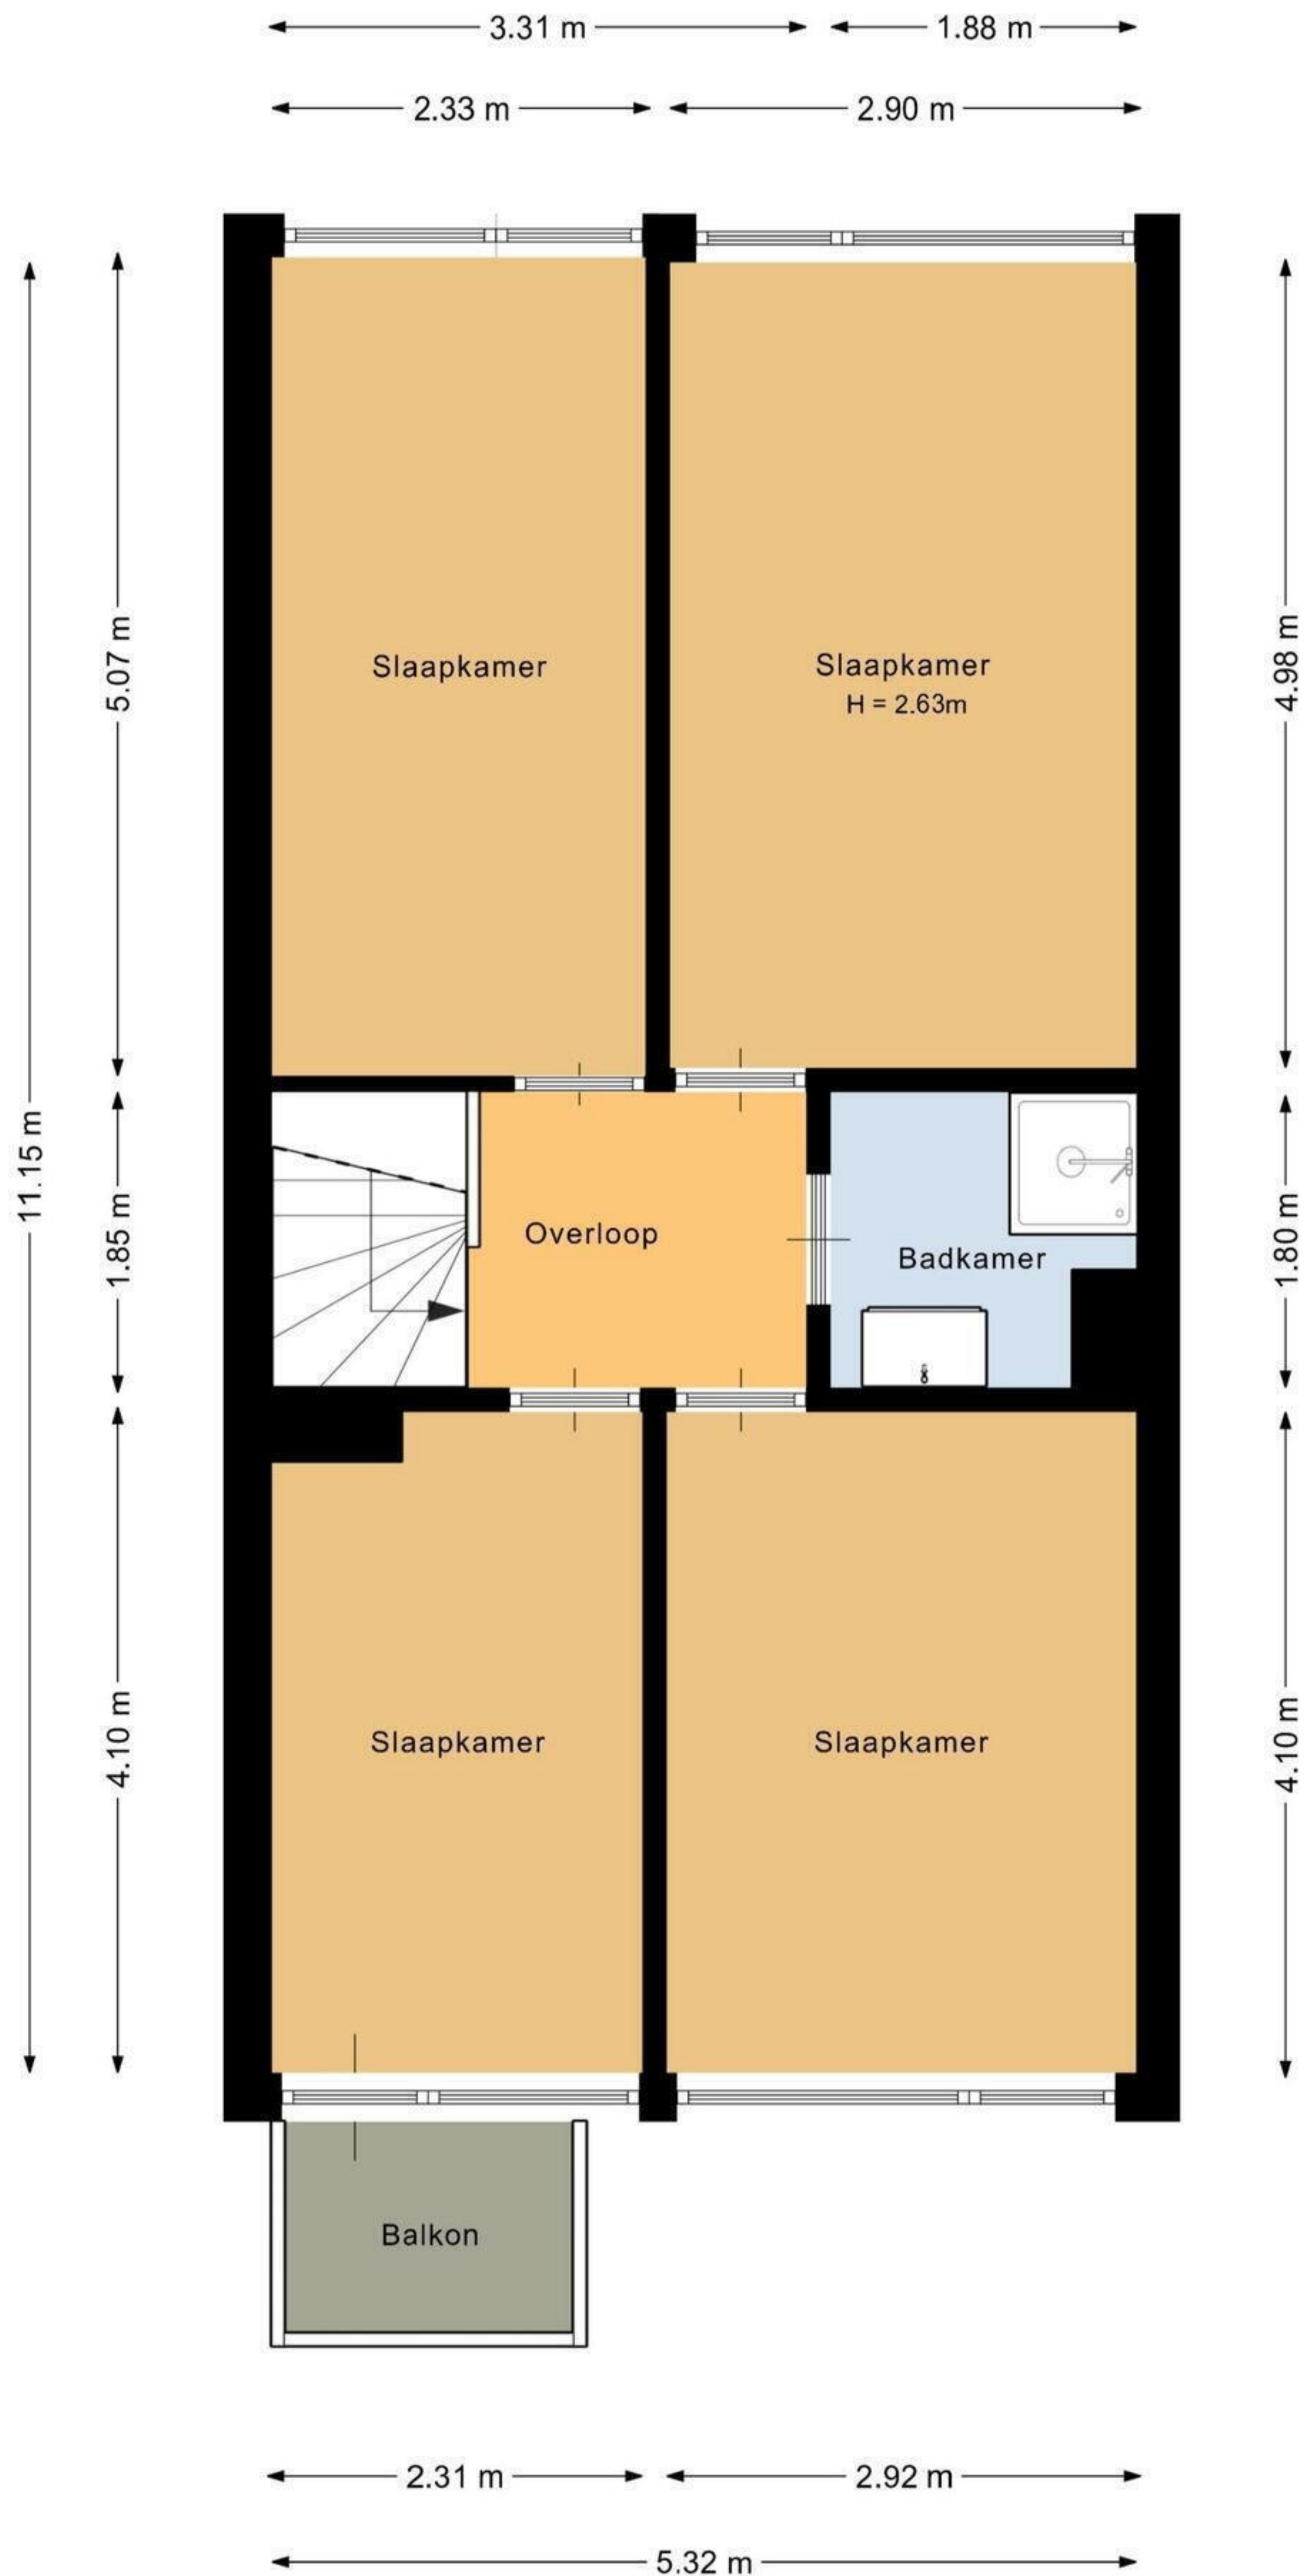 3.31 m
1.88 m
2.33 m
2.90 m
Slaapkamer
Slaapkamer
H = 2.63m
5.07 m
4.98 m
11.15 m
1.85 m
Overloop
Badkamer
1.80 m
4.10 m
Slaapkamer
Slaapkamer
4.10 m
Balkon
2.31 m
2.92 m
5.32 m